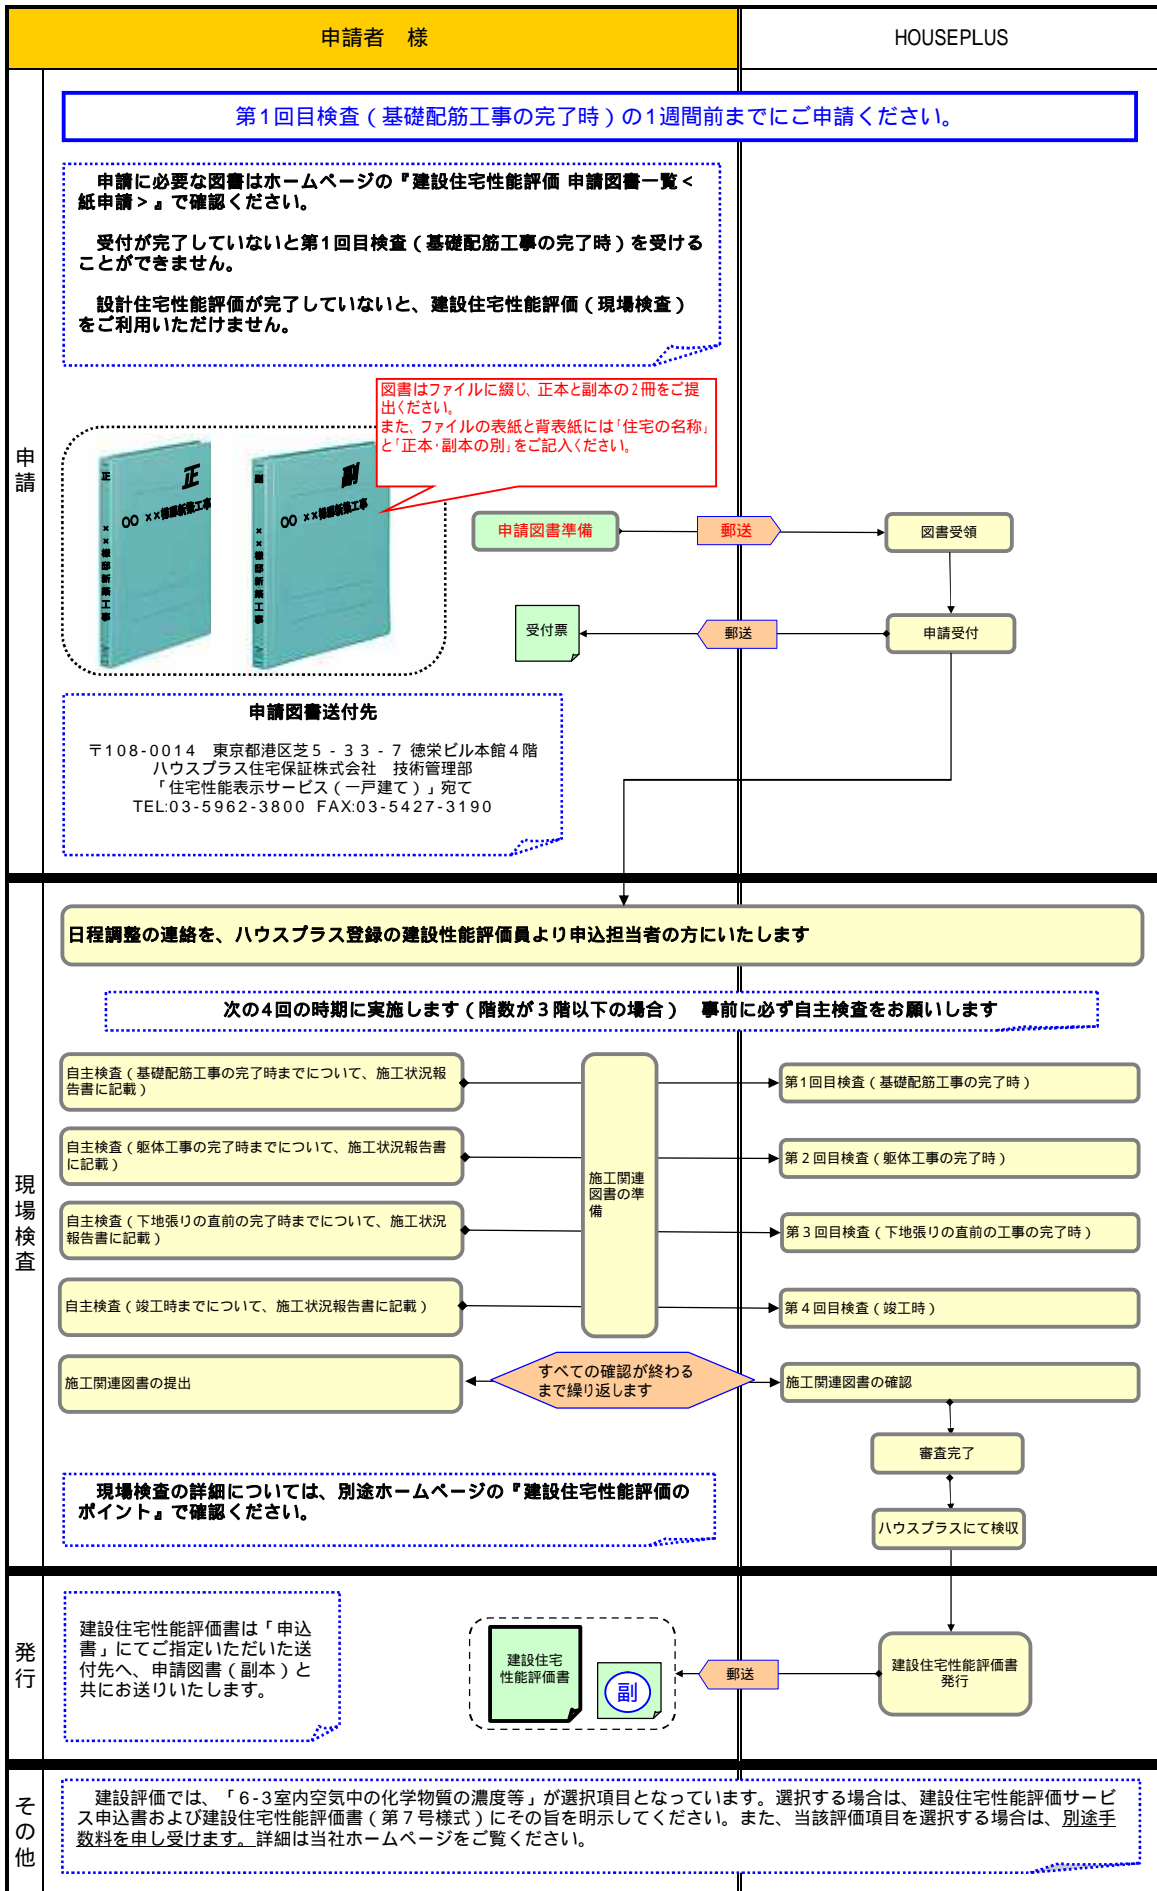 申請者　様
HOUSEPLUS
申請
第1回目検査（基礎配筋工事の完了時）の1週間前までにご申請ください。
申請に必要な図書はホームページの『建設住宅性能評価 申請図書一覧＜
紙申請＞』で確認ください。
受付が完了していないと第1回目検査（基礎配筋工事の完了時）を受ける
ことができません。
設計住宅性能評価が完了していないと、建設住宅性能評価（現場検査）
をご利用いただけません。
図書はファイルに綴じ、正本と副本の2冊をご提
出ください。
また、ファイルの表紙と背表紙には「住宅の名称」
と「正本・副本の別」をご記入ください。
正
正
〇〇 ××様邸新築工事
××様邸新築工事
副
副
〇〇 ××様邸新築工事
××様邸新築工事
申請図書準備
郵送
図書受領
受付票
郵送
申請受付
申請図書送付先
〒108-0014　東京都港区芝５-３３-７ 徳栄ビル本館４階
ハウスプラス住宅保証株式会社　技術管理部
「住宅性能表示サービス（一戸建て）」宛て
TEL:03-5962-3800 FAX:03-5427-3190
現場検査
日程調整の連絡を、ハウスプラス登録の建設性能評価員より申込担当者の方にいたします
次の4回の時期に実施します（階数が３階以下の場合）　事前に必ず自主検査をお願いします
自主検査（基礎配筋工事の完了時までについて、施工状況報
告書に記載）
第1回目検査（基礎配筋工事の完了時）
自主検査（躯体工事の完了時までについて、施工状況報告書
に記載）
第２回目検査（躯体工事の完了時）
施工関連
図書の準
備
自主検査（下地張りの直前の完了時までについて、施工状況
報告書に記載）
第３回目検査（下地張りの直前の工事の完了時）
自主検査（竣工時までについて、施工状況報告書に記載）
第４回目検査（竣工時）
施工関連図書の提出
すべての確認が終わる
まで繰り返します
施工関連図書の確認
審査完了
現場検査の詳細については、別途ホームページの『建設住宅性能評価の
ポイント』で確認ください。
ハウスプラスにて検収
発行
建設住宅性能評価書は「申込
書」にてご指定いただいた送
付先へ、申請図書（副本）と
共にお送りいたします。
建設住宅
性能評価書
副
郵送
建設住宅性能評価書
発行
その他
建設評価では、「6-3室内空気中の化学物質の濃度等」が選択項目となっています。選択する場合は、建設住宅性能評価サービ
ス申込書および建設住宅性能評価書（第７号様式）にその旨を明示してください。また、当該評価項目を選択する場合は、別途手
数料を申し受けます。詳細は当社ホームページをご覧ください。